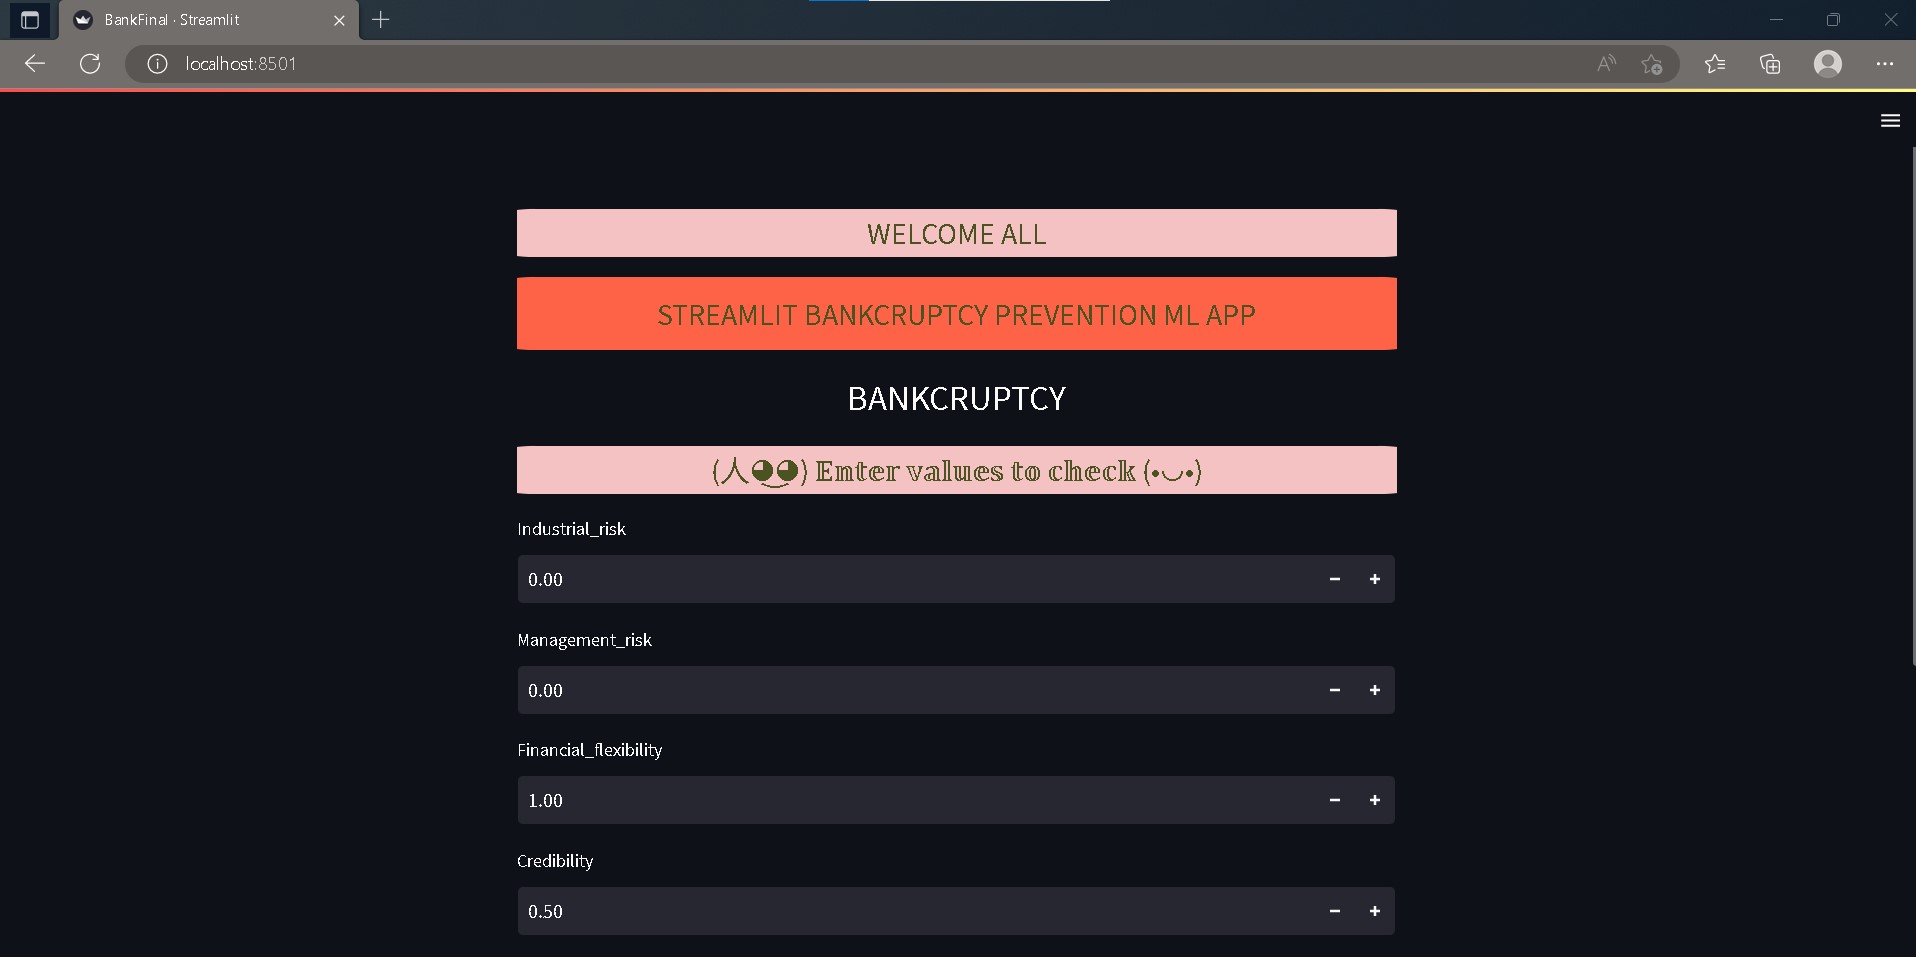 BankFinal · Streamlit
localhost:8501
WELCOME ALL
STREAMLIT BANKCRUPTCY PREVENTION ML APP
BANKCRUPTCY
(人◕‿◕) 𝔼𝕟𝕥𝕖𝕣 𝕧𝕒𝕝𝕦𝕖𝕤 𝕥𝕠 𝕔𝕙𝕖𝕔𝕜 (•◡•)
Industrial_risk
0.00
Management_risk
0.00
Financial_flexibility
1.00
Credibility
0.50